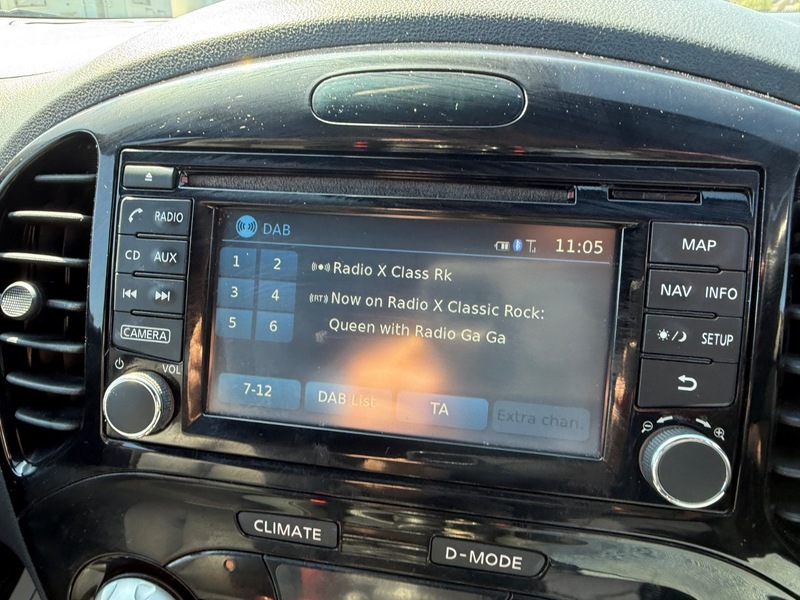 RADIO
CD AUX
CAMERA
VOL
DAB
11:05
1 2
3 4
5 6
Radio X Class Rk
(RT) Now on Radio X Classic Rock:
Queen with Radio Ga Ga
7-12
DAB List
TA
Extra chan.
MAP
NAV INFO
SETUP
CLIMATE
D-MODE